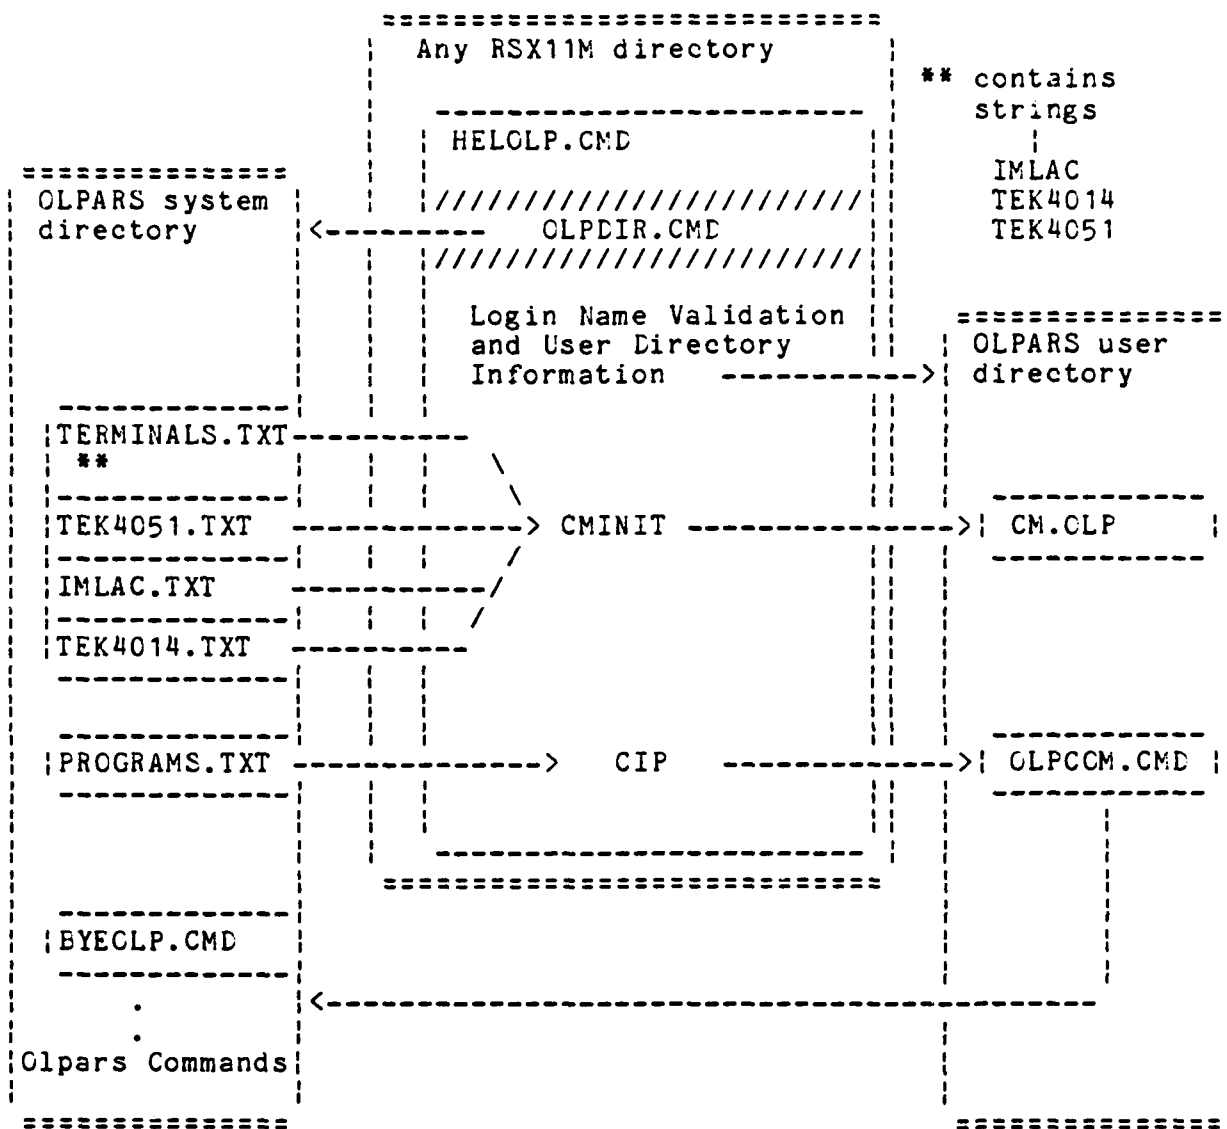 Any RSX11M directory
** contains
strings
HELOLP.CMD
IMLAC
TEK4014
TEK4051
OLPARS system
directory
OLPDIR.CMD
Login Name Validation
and User Directory
Information
OLPARS user
directory
TERMINALS.TXT
**
TEK4051.TXT
CMINIT
CM.OLP
IMLAC.TXT
TEK4014.TXT
PROGRAMS.TXT
CIP
OLPCOM.CMD
BYEOLP.CMD
.
.
Olpars Commands